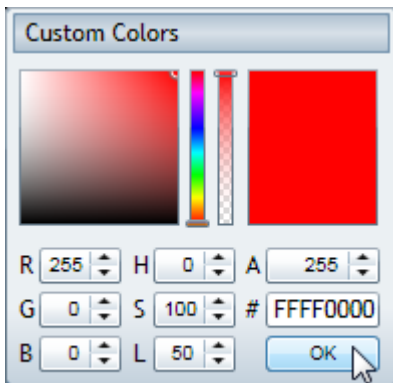 Custom Colors
R 255 H 0 A 255
G 0 S 100 # FFFF0000
B 0 L 50 OK